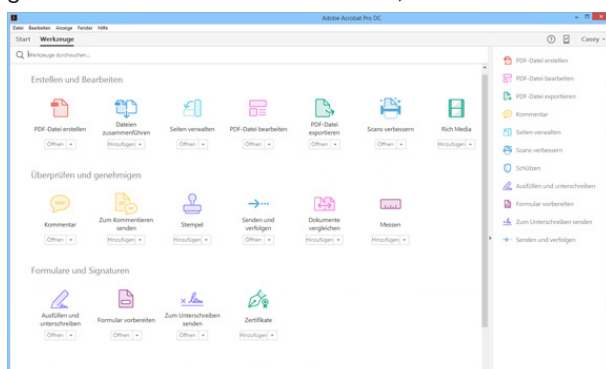 Adobe Acrobat Pro DC
Datei Bearbeiten Anzeige Fenster Hilfe
Start Werkzeuge
Casey
Werkzeuge durchsuchen...
Erstellen und Bearbeiten
PDF-Datei erstellen
Öffnen
Dateien
zusammenführen
Hinzufügen
Seiten verwalten
Öffnen
PDF-Datei bearbeiten
Öffnen
PDF-Datei
exportieren
Öffnen
Scans verbessern
Öffnen
Rich Media
Hinzufügen
Überprüfen und genehmigen
Kommentar
Öffnen
Zum Kommentieren
senden
Hinzufügen
Stempel
Hinzufügen
Senden und
verfolgen
Öffnen
Dokumente
vergleichen
Hinzufügen
Messen
Hinzufügen
Formulare und Signaturen
Ausfüllen und
unterschreiben
Öffnen
Formular vorbereiten
Öffnen
Zum Unterschreiben
senden
Öffnen
Zertifikate
Hinzufügen
PDF-Datei erstellen
PDF-Datei bearbeiten
PDF-Datei exportieren
Kommentar
Seiten verwalten
Scans verbessern
Schützen
Ausfüllen und unterschreiben
Formular vorbereiten
Zum Unterschreiben senden
Senden und verfolgen